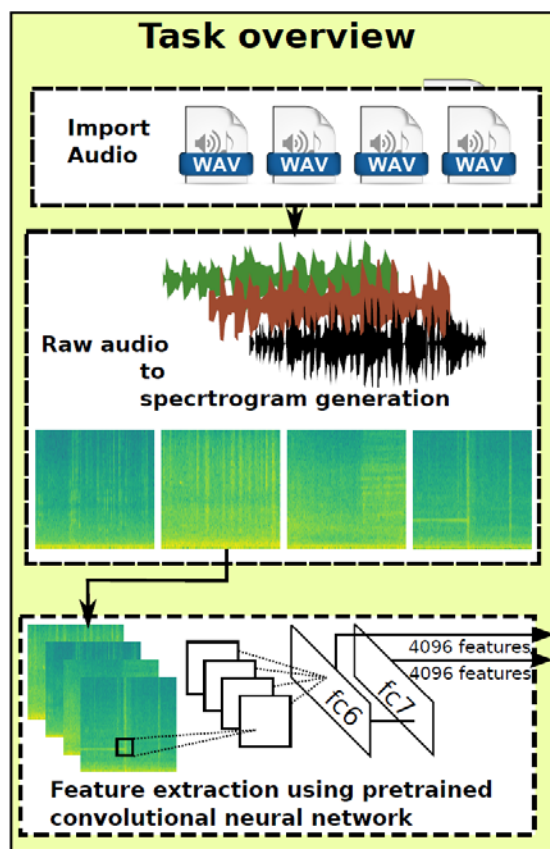 Task overview
Import
Audio
WAV WAV WAV WAV
Raw audio
to
specrtrogram generation
4096 features
4096 features
fc6
fc7
Feature extraction using pretrained
convolutional neural network